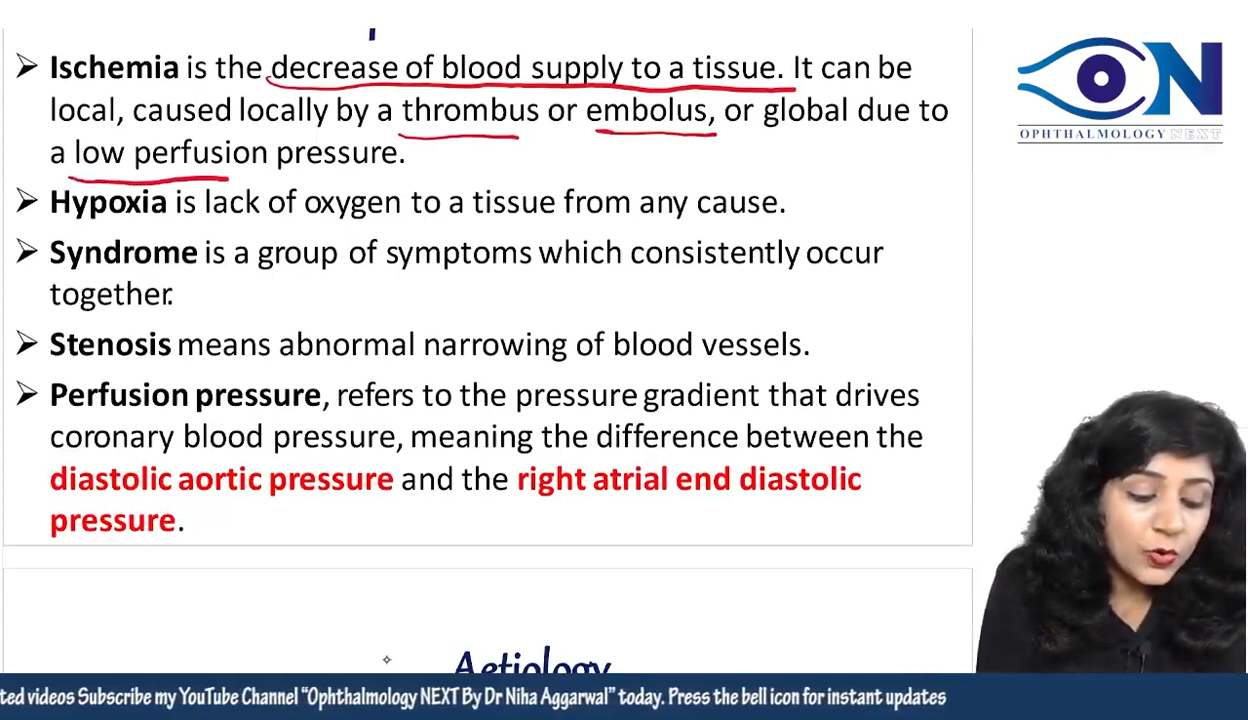 Ischemia is the decrease of blood supply to a tissue. It can be
local, caused locally by a thrombus or embolus, or global due to
a low perfusion pressure.
Hypoxia is lack of oxygen to a tissue from any cause.
Syndrome is a group of symptoms which consistently occur
together.
Stenosis means abnormal narrowing of blood vessels.
Perfusion pressure, refers to the pressure gradient that drives
coronary blood pressure, meaning the difference between the
diastolic aortic pressure and the right atrial end diastolic
pressure.
Aetiology
ON
OPHTHALMOLOGY NEXT
ted videos Subscribe my YouTube Channel “Ophthalmology NEXT By Dr Niha Aggarwal” today. Press the bell icon for instant updates